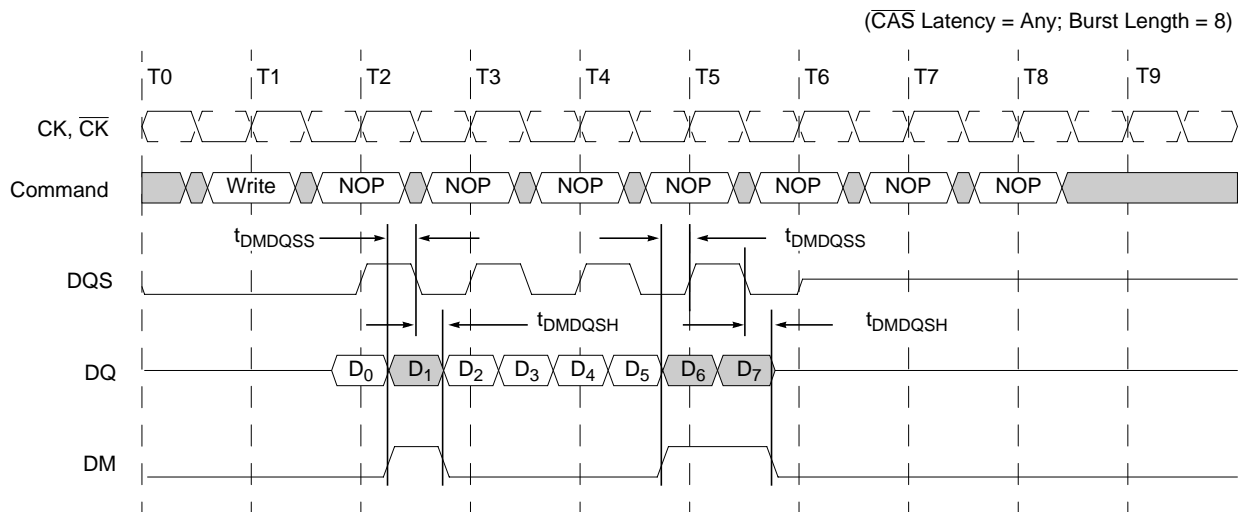 (C̅A̅S̅ Latency = Any; Burst Length = 8)
T0 T1 T2 T3 T4 T5 T6 T7 T8 T9
CK, C̅K̅
Command Write NOP NOP NOP NOP NOP NOP NOP
tDMDQSS tDMDQSS
DQS
tDMDQSH tDMDQSH
DQ D0 D1 D2 D3 D4 D5 D6 D7
DM